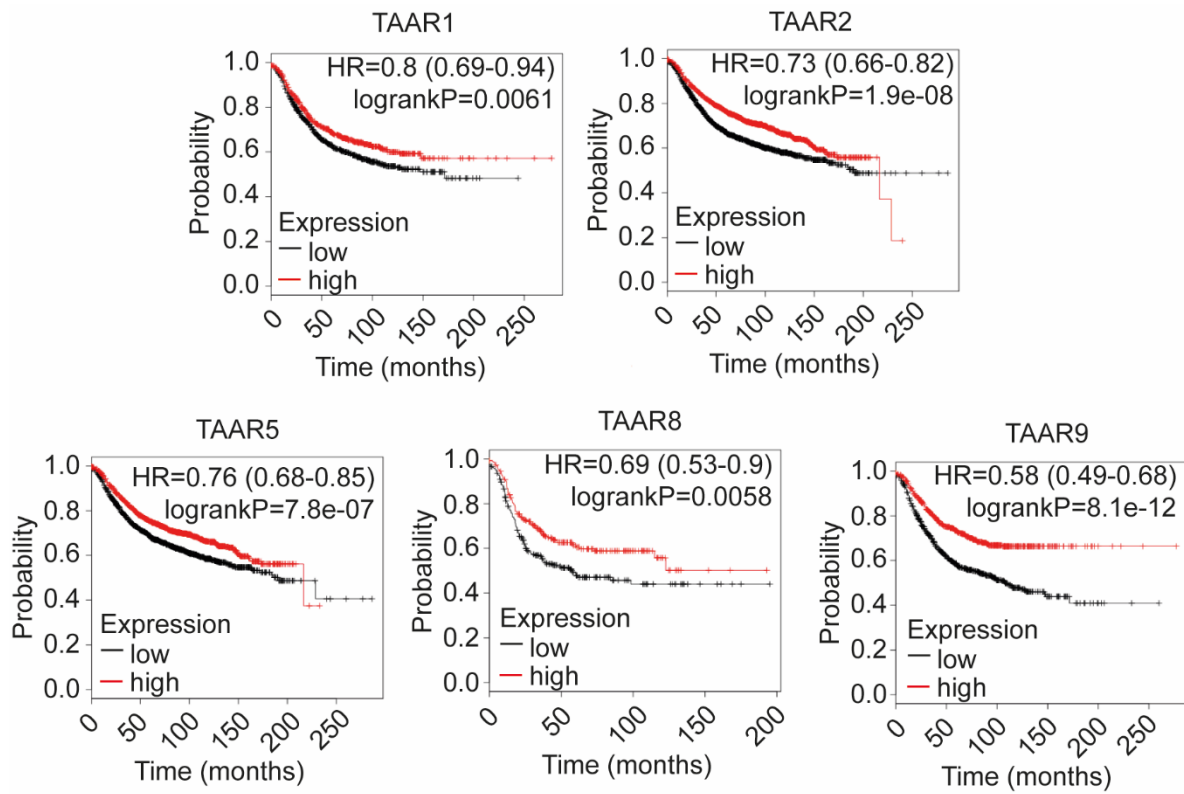 TAAR1
HR=0.8 (0.69-0.94)
logrankP=0.0061
Probability
1.0
0.8
0.6
0.4
0.2
0.0
Expression
low
high
0 50 100 150 200 250
Time (months)
TAAR2
HR=0.73 (0.66-0.82)
logrankP=1.9e-08
Probability
1.0
0.8
0.6
0.4
0.2
0.0
Expression
low
high
0 50 100 150 200 250
Time (months)
TAAR5
HR=0.76 (0.68-0.85)
logrankP=7.8e-07
Probability
1.0
0.8
0.6
0.4
0.2
0.0
Expression
low
high
0 50 100 150 200 250
Time (months)
TAAR8
HR=0.69 (0.53-0.9)
logrankP=0.0058
Probability
1.0
0.8
0.6
0.4
0.2
0.0
Expression
low
high
0 50 100 150 200
Time (months)
TAAR9
HR=0.58 (0.49-0.68)
logrankP=8.1e-12
Probability
1.0
0.8
0.6
0.4
0.2
0.0
Expression
low
high
0 50 100 150 200 250
Time (months)